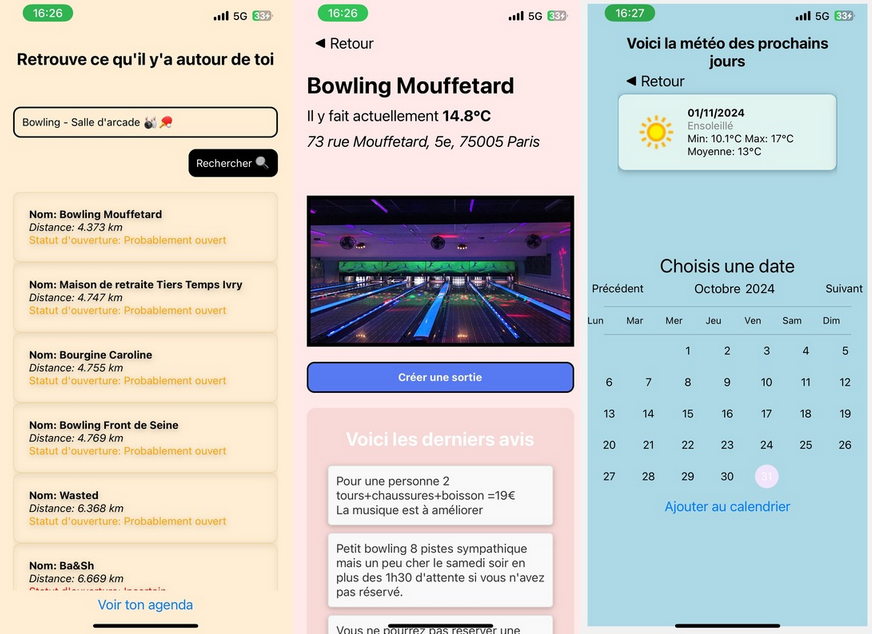 16:26
5G
33
Retrouve ce qu'il y'a autour de toi
Bowling - Salle d'arcade 🎳🏓
Rechercher 🔍
Nom: Bowling Mouffetard
Distance: 4.373 km
Statut d'ouverture: Probablement ouvert
Nom: Maison de retraite Tiers Temps Ivry
Distance: 4.747 km
Statut d'ouverture: Probablement ouvert
Nom: Bourgine Caroline
Distance: 4.755 km
Statut d'ouverture: Probablement ouvert
Nom: Bowling Front de Seine
Distance: 4.769 km
Statut d'ouverture: Probablement ouvert
Nom: Wasted
Distance: 6.368 km
Statut d'ouverture: Probablement ouvert
Nom: Ba&Sh
Distance: 6.669 km
Statut d'ouverture: Incertain
Voir ton agenda
16:26
5G
33
◀ Retour
Bowling Mouffetard
Il y fait actuellement 14.8°C
73 rue Mouffetard, 5e, 75005 Paris
Créer une sortie
Voici les derniers avis
Pour une personne 2
tours+chaussures+boisson =19€
La musique est à améliorer
Petit bowling 8 pistes sympathique
mais un peu cher le samedi soir en
plus des 1h30 d'attente si vous n'avez
pas réservé.
Vous ne pourrez pas réserver une
16:27
5G
33
Voici la météo des prochains
jours
◀ Retour
01/11/2024
Ensoleillé
Min: 10.1°C Max: 17°C
Moyenne: 13°C
Choisis une date
Précédent Octobre 2024 Suivant
Lun Mar Mer Jeu Ven Sam Dim
1 2 3 4 5
6 7 8 9 10 11 12
13 14 15 16 17 18 19
20 21 22 23 24 25 26
27 28 29 30 31
Ajouter au calendrier